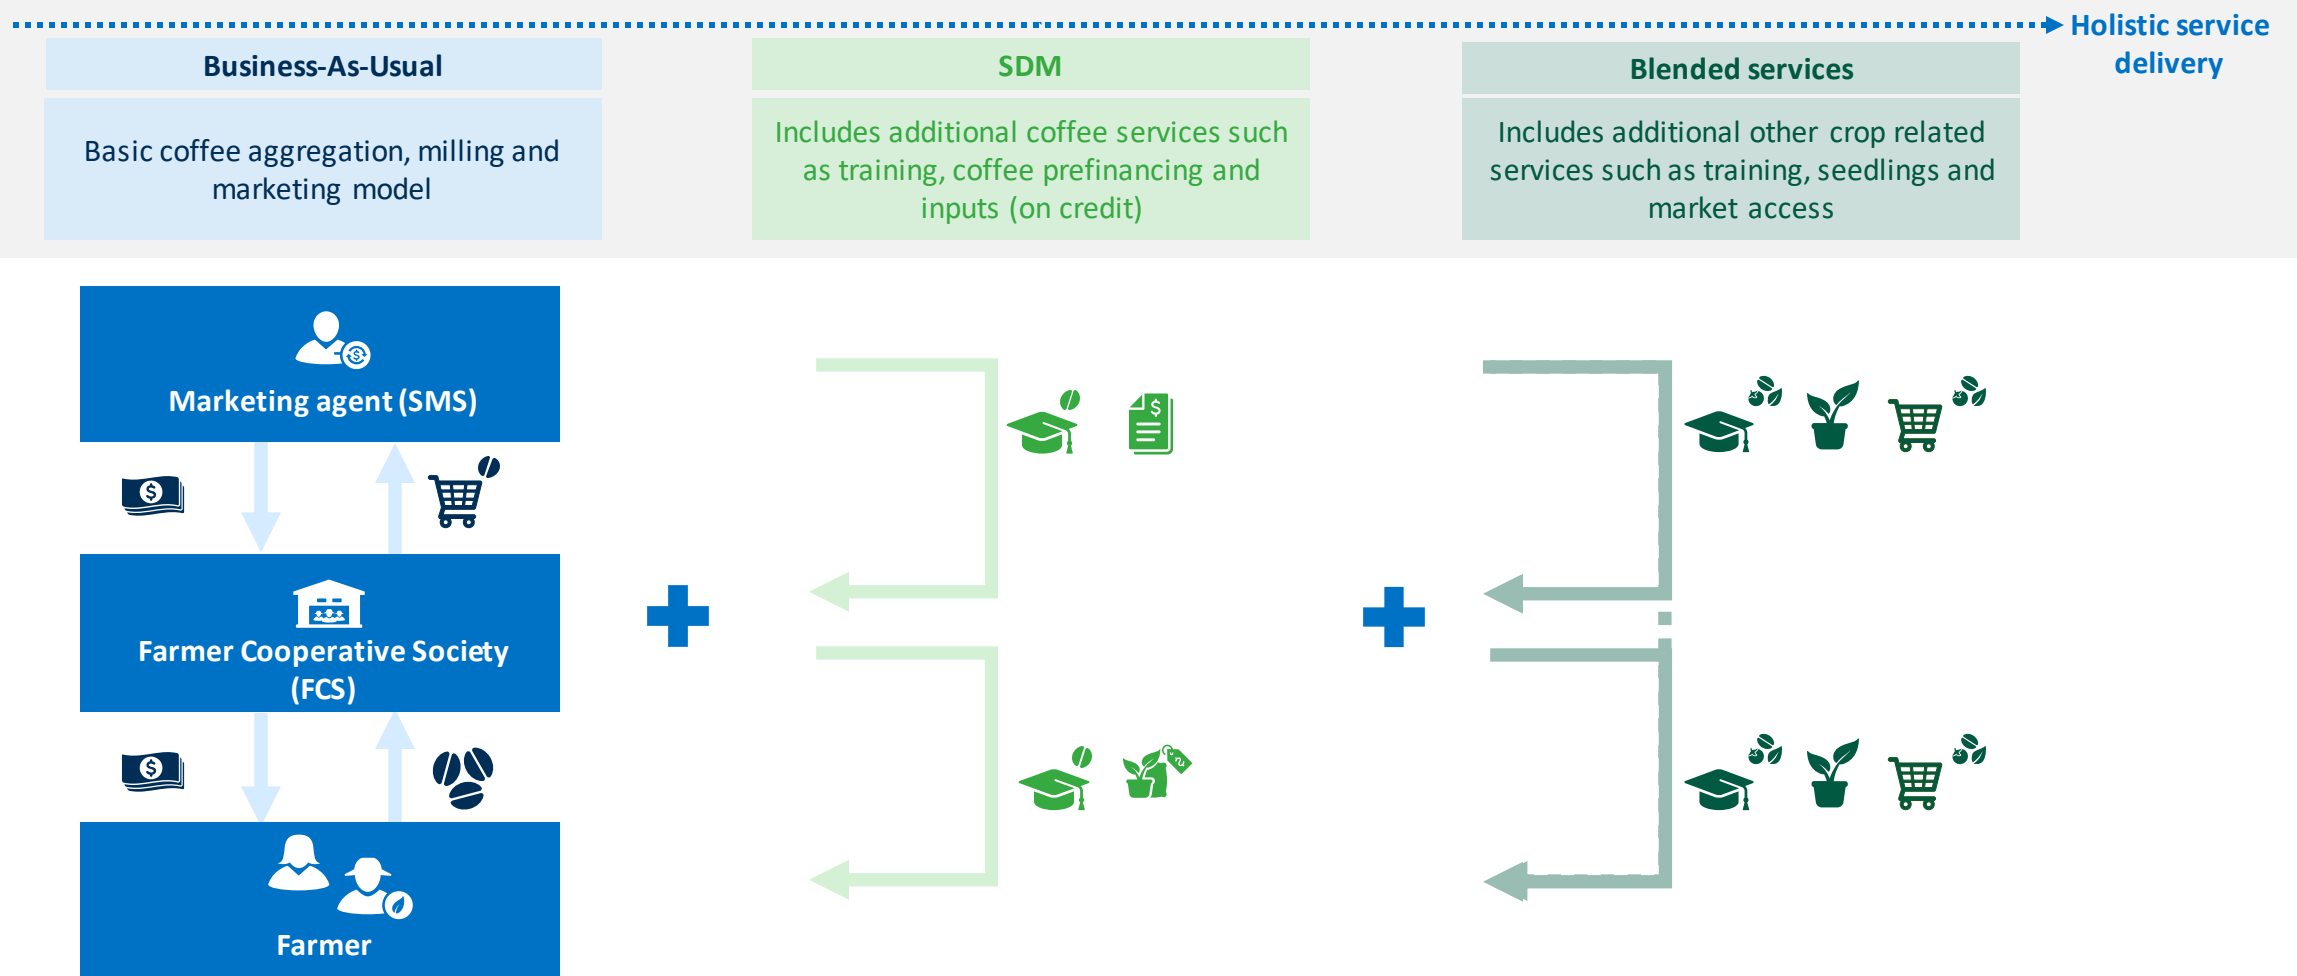 Holistic service
delivery
Business-As-Usual
Basic coffee aggregation, milling and
marketing model
SDM
Includes additional coffee services such
as training, coffee prefinancing and
inputs (on credit)
Blended services
Includes additional other crop related
services such as training, seedlings and
market access
Marketing agent (SMS)
Farmer Cooperative Society
(FCS)
Farmer